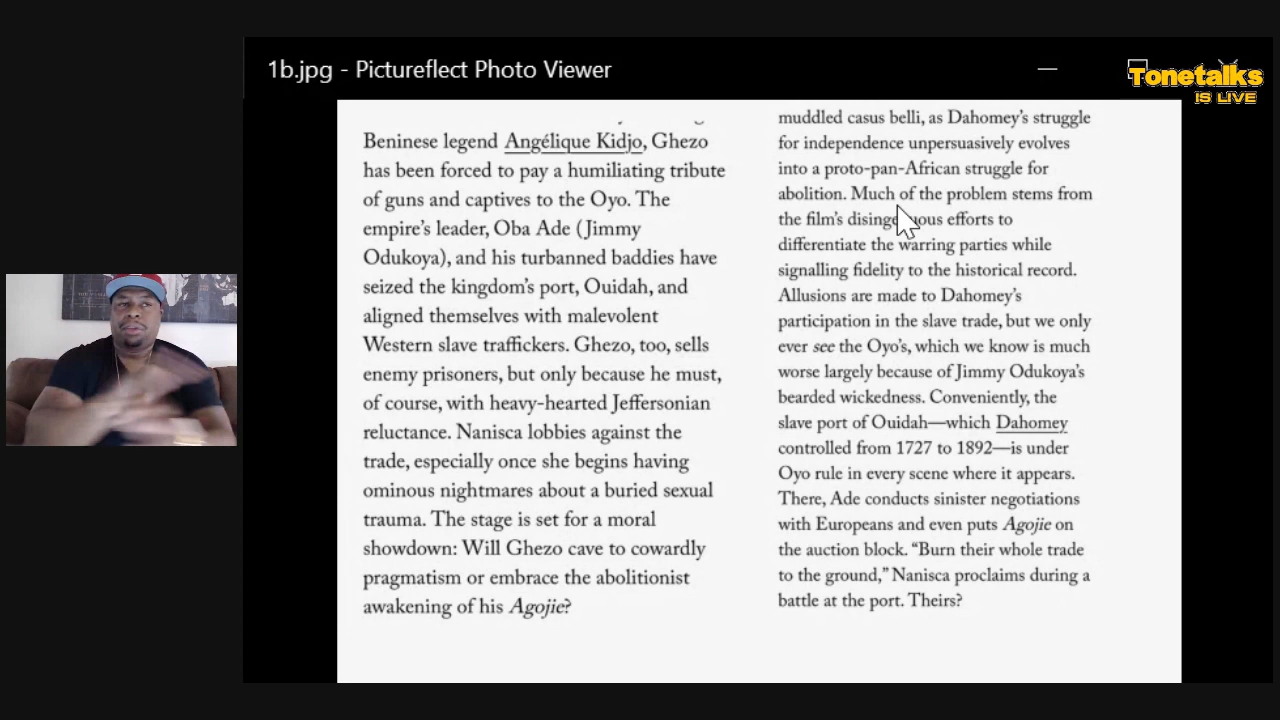 1b.jpg - Pictureflect Photo Viewer
Tonetalks
IS LIVE
Beninese legend Angélique Kidjo, Ghezo
has been forced to pay a humiliating tribute
of guns and captives to the Oyo. The
empire's leader, Oba Ade (Jimmy
Odukoya), and his turbanned baddies have
seized the kingdom's port, Ouidah, and
aligned themselves with malevolent
Western slave traffickers. Ghezo, too, sells
enemy prisoners, but only because he must,
of course, with heavy-hearted Jeffersonian
reluctance. Nanisca lobbies against the
trade, especially once she begins having
ominous nightmares about a buried sexual
trauma. The stage is set for a moral
showdown: Will Ghezo cave to cowardly
pragmatism or embrace the abolitionist
awakening of his Agojie?
muddled casus belli, as Dahomey's struggle
for independence unpersuasively evolves
into a proto-pan-African struggle for
abolition. Much of the problem stems from
the film's disingenuous efforts to
differentiate the warring parties while
signalling fidelity to the historical record.
Allusions are made to Dahomey's
participation in the slave trade, but we only
ever see the Oyo's, which we know is much
worse largely because of Jimmy Odukoya's
bearded wickedness. Conveniently, the
slave port of Ouidah—which Dahomey
controlled from 1727 to 1892—is under
Oyo rule in every scene where it appears.
There, Ade conducts sinister negotiations
with Europeans and even puts Agojie on
the auction block. “Burn their whole trade
to the ground,” Nanisca proclaims during a
battle at the port. Theirs?